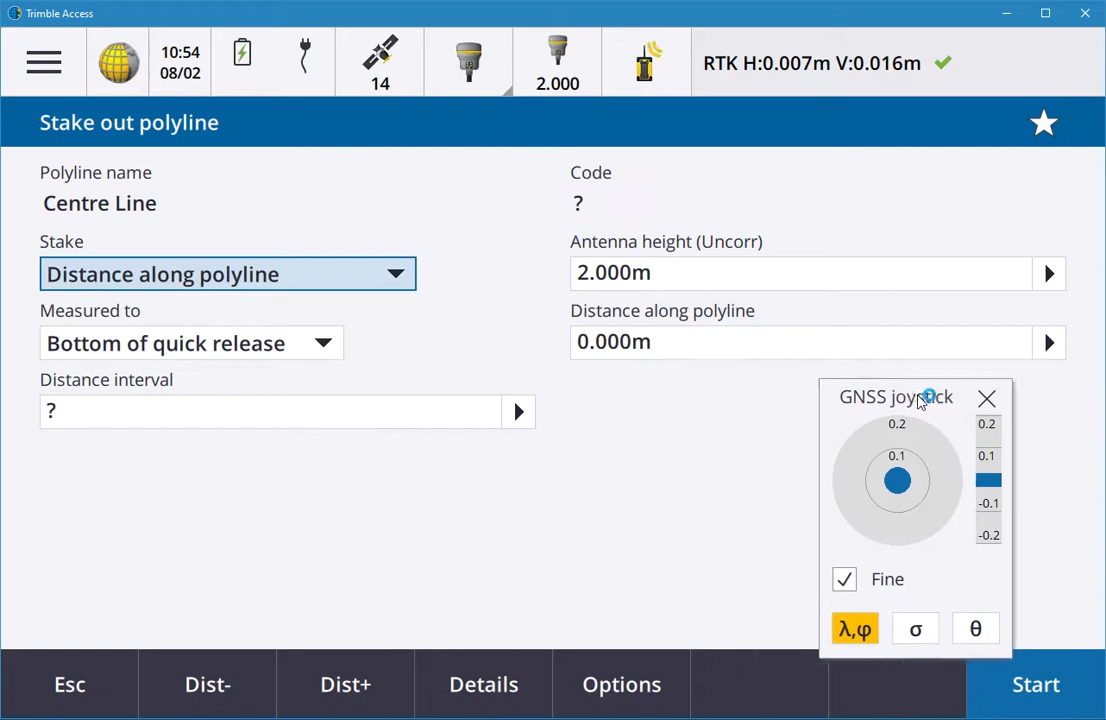 Trimble Access
10:54
08/02
14
2.000
RTK H:0.007m V:0.016m
Stake out polyline
Polyline name
Centre Line
Code
?
Stake
Distance along polyline
Antenna height (Uncorr)
2.000m
Measured to
Bottom of quick release
Distance along polyline
0.000m
Distance interval
?
GNSS joystick
0.2
0.1
0.2
0.1
-0.1
-0.2
Fine
λ,φ
σ
θ
Esc
Dist-
Dist+
Details
Options
Start